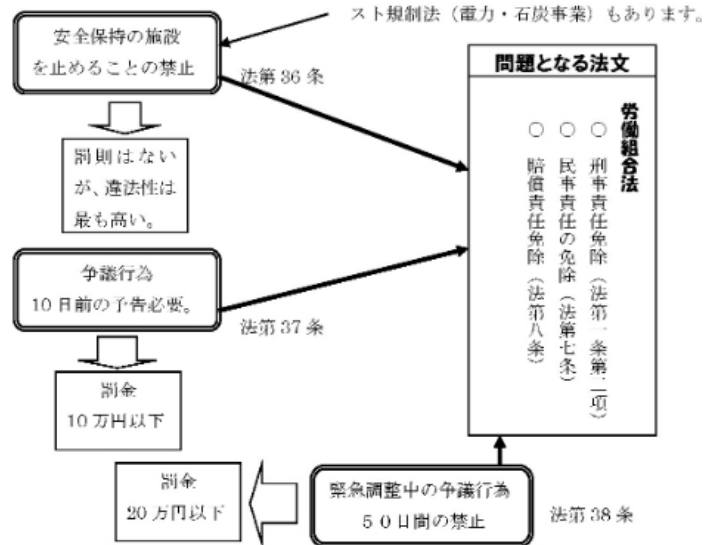 スト規制法（電力・石炭事業）もあります。
安全保持の施設
を止めることの禁止
法第36条
罰則はない
が、違法性は
最も高い。
争議行為
10日前の予告必要。
法第37条
罰金
10万円以下
罰金
20万円以下
緊急調整中の争議行為
５０日間の禁止
法第38条
問題となる法文
労働組合法
○ 刑事責任免除（法第一条第二項）
○ 民事責任の免除（法第七条）
○ 賠償責任免除（法第八条）